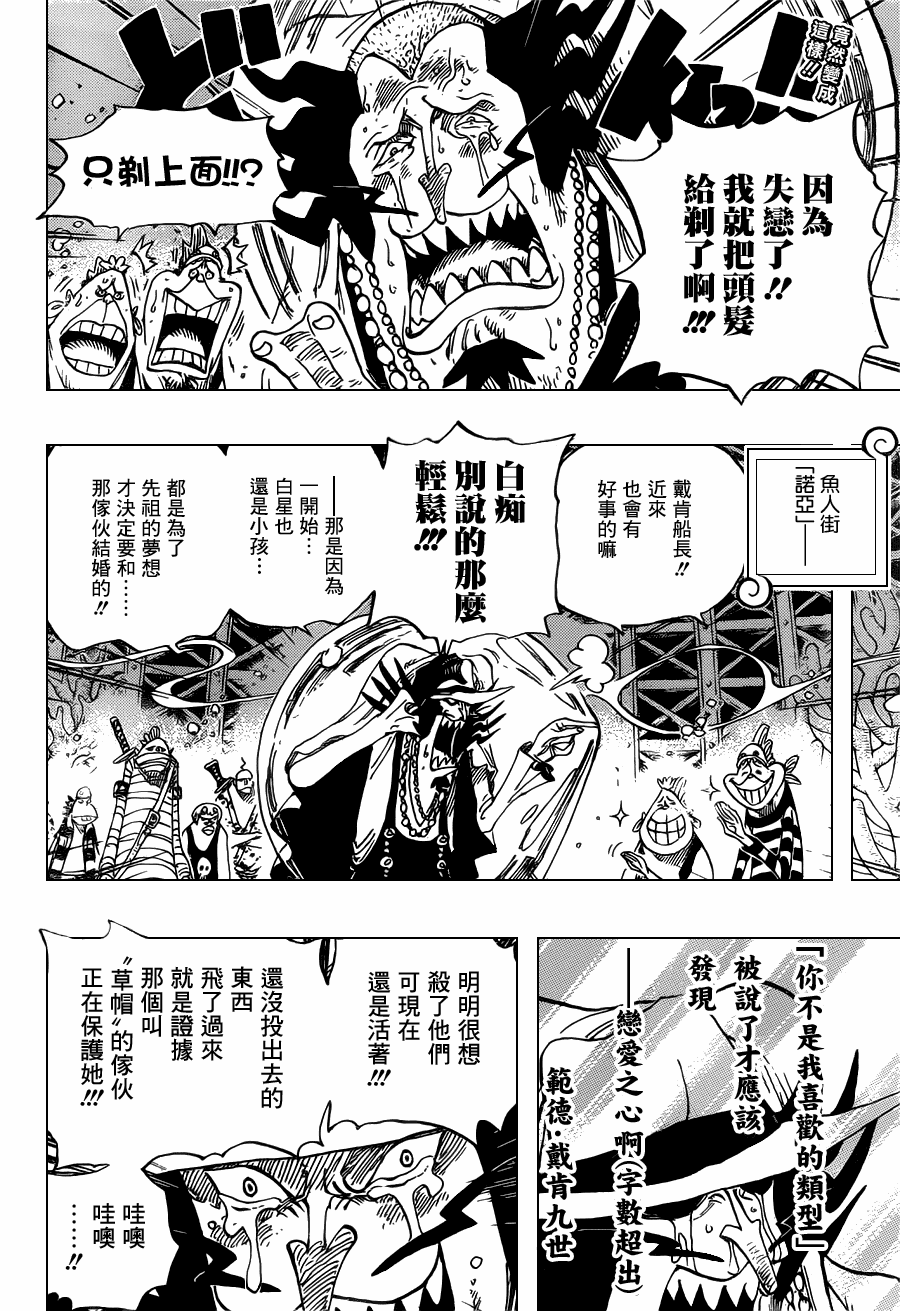 竟然變成
這樣!!
因為
失戀了!!
我就把頭髮
給剃了啊!!!
只剃上面!!?
魚人街
「諾亞」——
戴肯船長!!
近來
也會有
好事的嘛
白痴
別說的那麼
輕鬆!!!
——那是因為
一開始…
白星也
還是小孩…
都是為了
先祖的夢想
才決定要和……
那傢伙結婚的!!
「你不是我喜歡的類型」
被說了才應該
發現
——戀愛之心啊(字數超出)
範德·戴肯九世
明明很想
殺了他們
可現在
還是活著!!!
還沒投出去的
東西
飛了過來
就是證據
那個叫
〝草帽〞的傢伙
正在保護她!!!
哇噢
哇噢
……!!